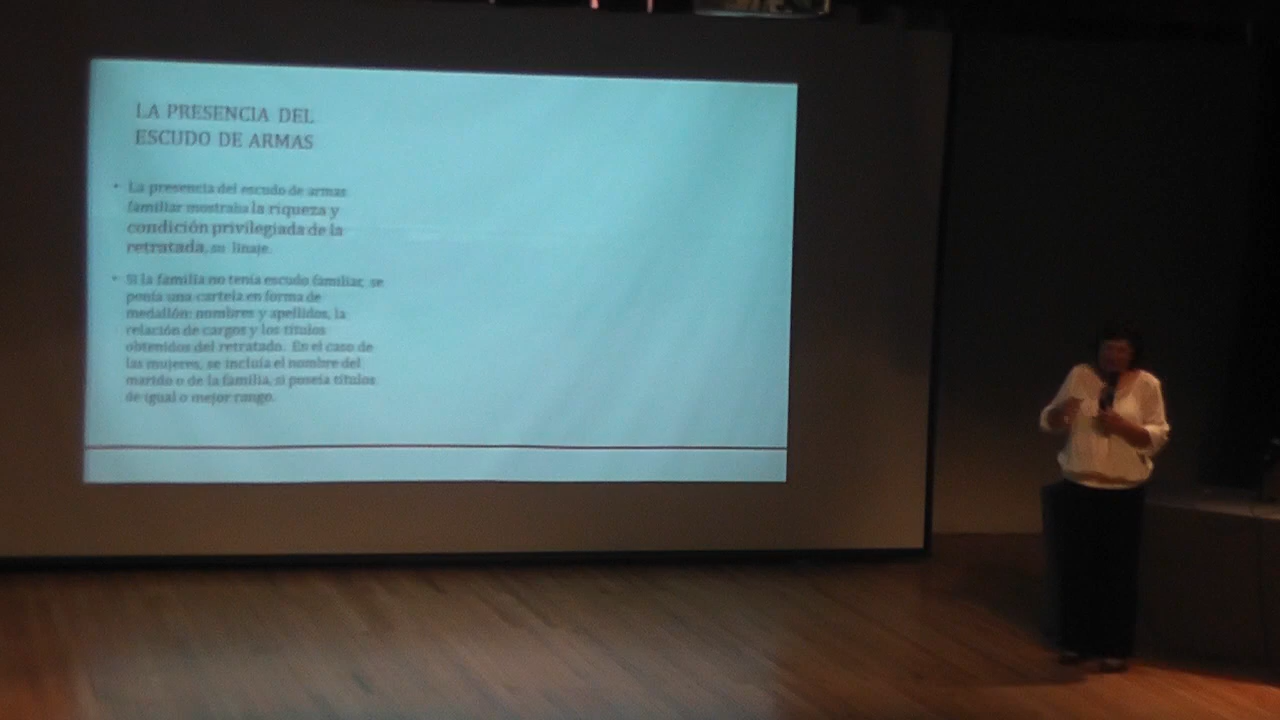 LA PRESENCIA DEL
ESCUDO DE ARMAS
• La presencia del escudo de armas
familiar mostraba la riqueza y
condición privilegiada de la
retratada, su linaje.
• Si la familia no tenía escudo familiar, se
ponía una cartela en forma de
medallón: nombres y apellidos, la
relación de cargos y los títulos
obtenidos del retratado. En el caso de
las mujeres, se incluía el nombre del
marido o de la familia, si poseía títulos
de igual o mejor rango.